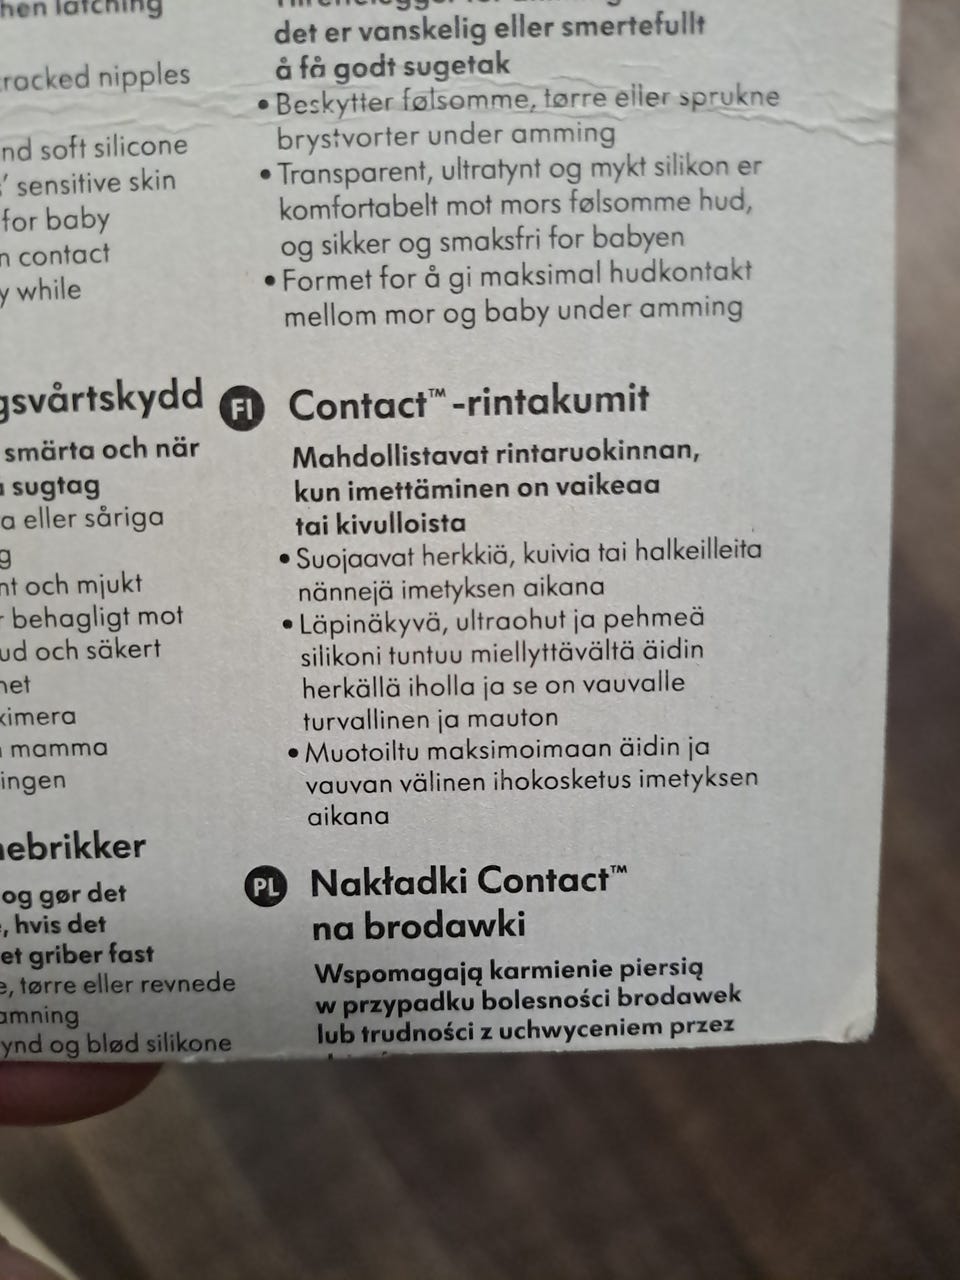 hen latching
cracked nipples
nd soft silicone
' sensitive skin
for baby
n contact
y while
gsvårtskydd
smärta och när
sugtag
a eller såriga
g
nt och mjukt
behagligt mot
ud och säkert
net
ximera
mamma
ingen
nebrikker
og gør det
, hvis det
et griber fast
e, tørre eller revnede
amning
ynd og blød silikone
det er vanskelig eller smertefullt
å få godt sugetak
• Beskytter følsomme, tørre eller sprukne
brystvorter under amming
• Transparent, ultratynt og mykt silikon er
komfortabelt mot mors følsomme hud,
og sikker og smaksfri for babyen
• Formet for å gi maksimal hudkontakt
mellom mor og baby under amming
FI Contact™-rintakumit
Mahdollistavat rintaruokinnan,
kun imettäminen on vaikeaa
tai kivulloista
• Suojaavat herkkiä, kuivia tai halkeilleita
nännejä imetyksen aikana
• Läpinäkyvä, ultraohut ja pehmeä
silikoni tuntuu miellyttävältä äidin
herkällä iholla ja se on vauvalle
turvallinen ja mauton
• Muotoiltu maksimoimaan äidin ja
vauvan välinen ihokosketus imetyksen
aikana
PL Nakładki Contact™
na brodawki
Wspomagają karmienie piersią
w przypadku bolesności brodawek
lub trudności z uchwyceniem przez